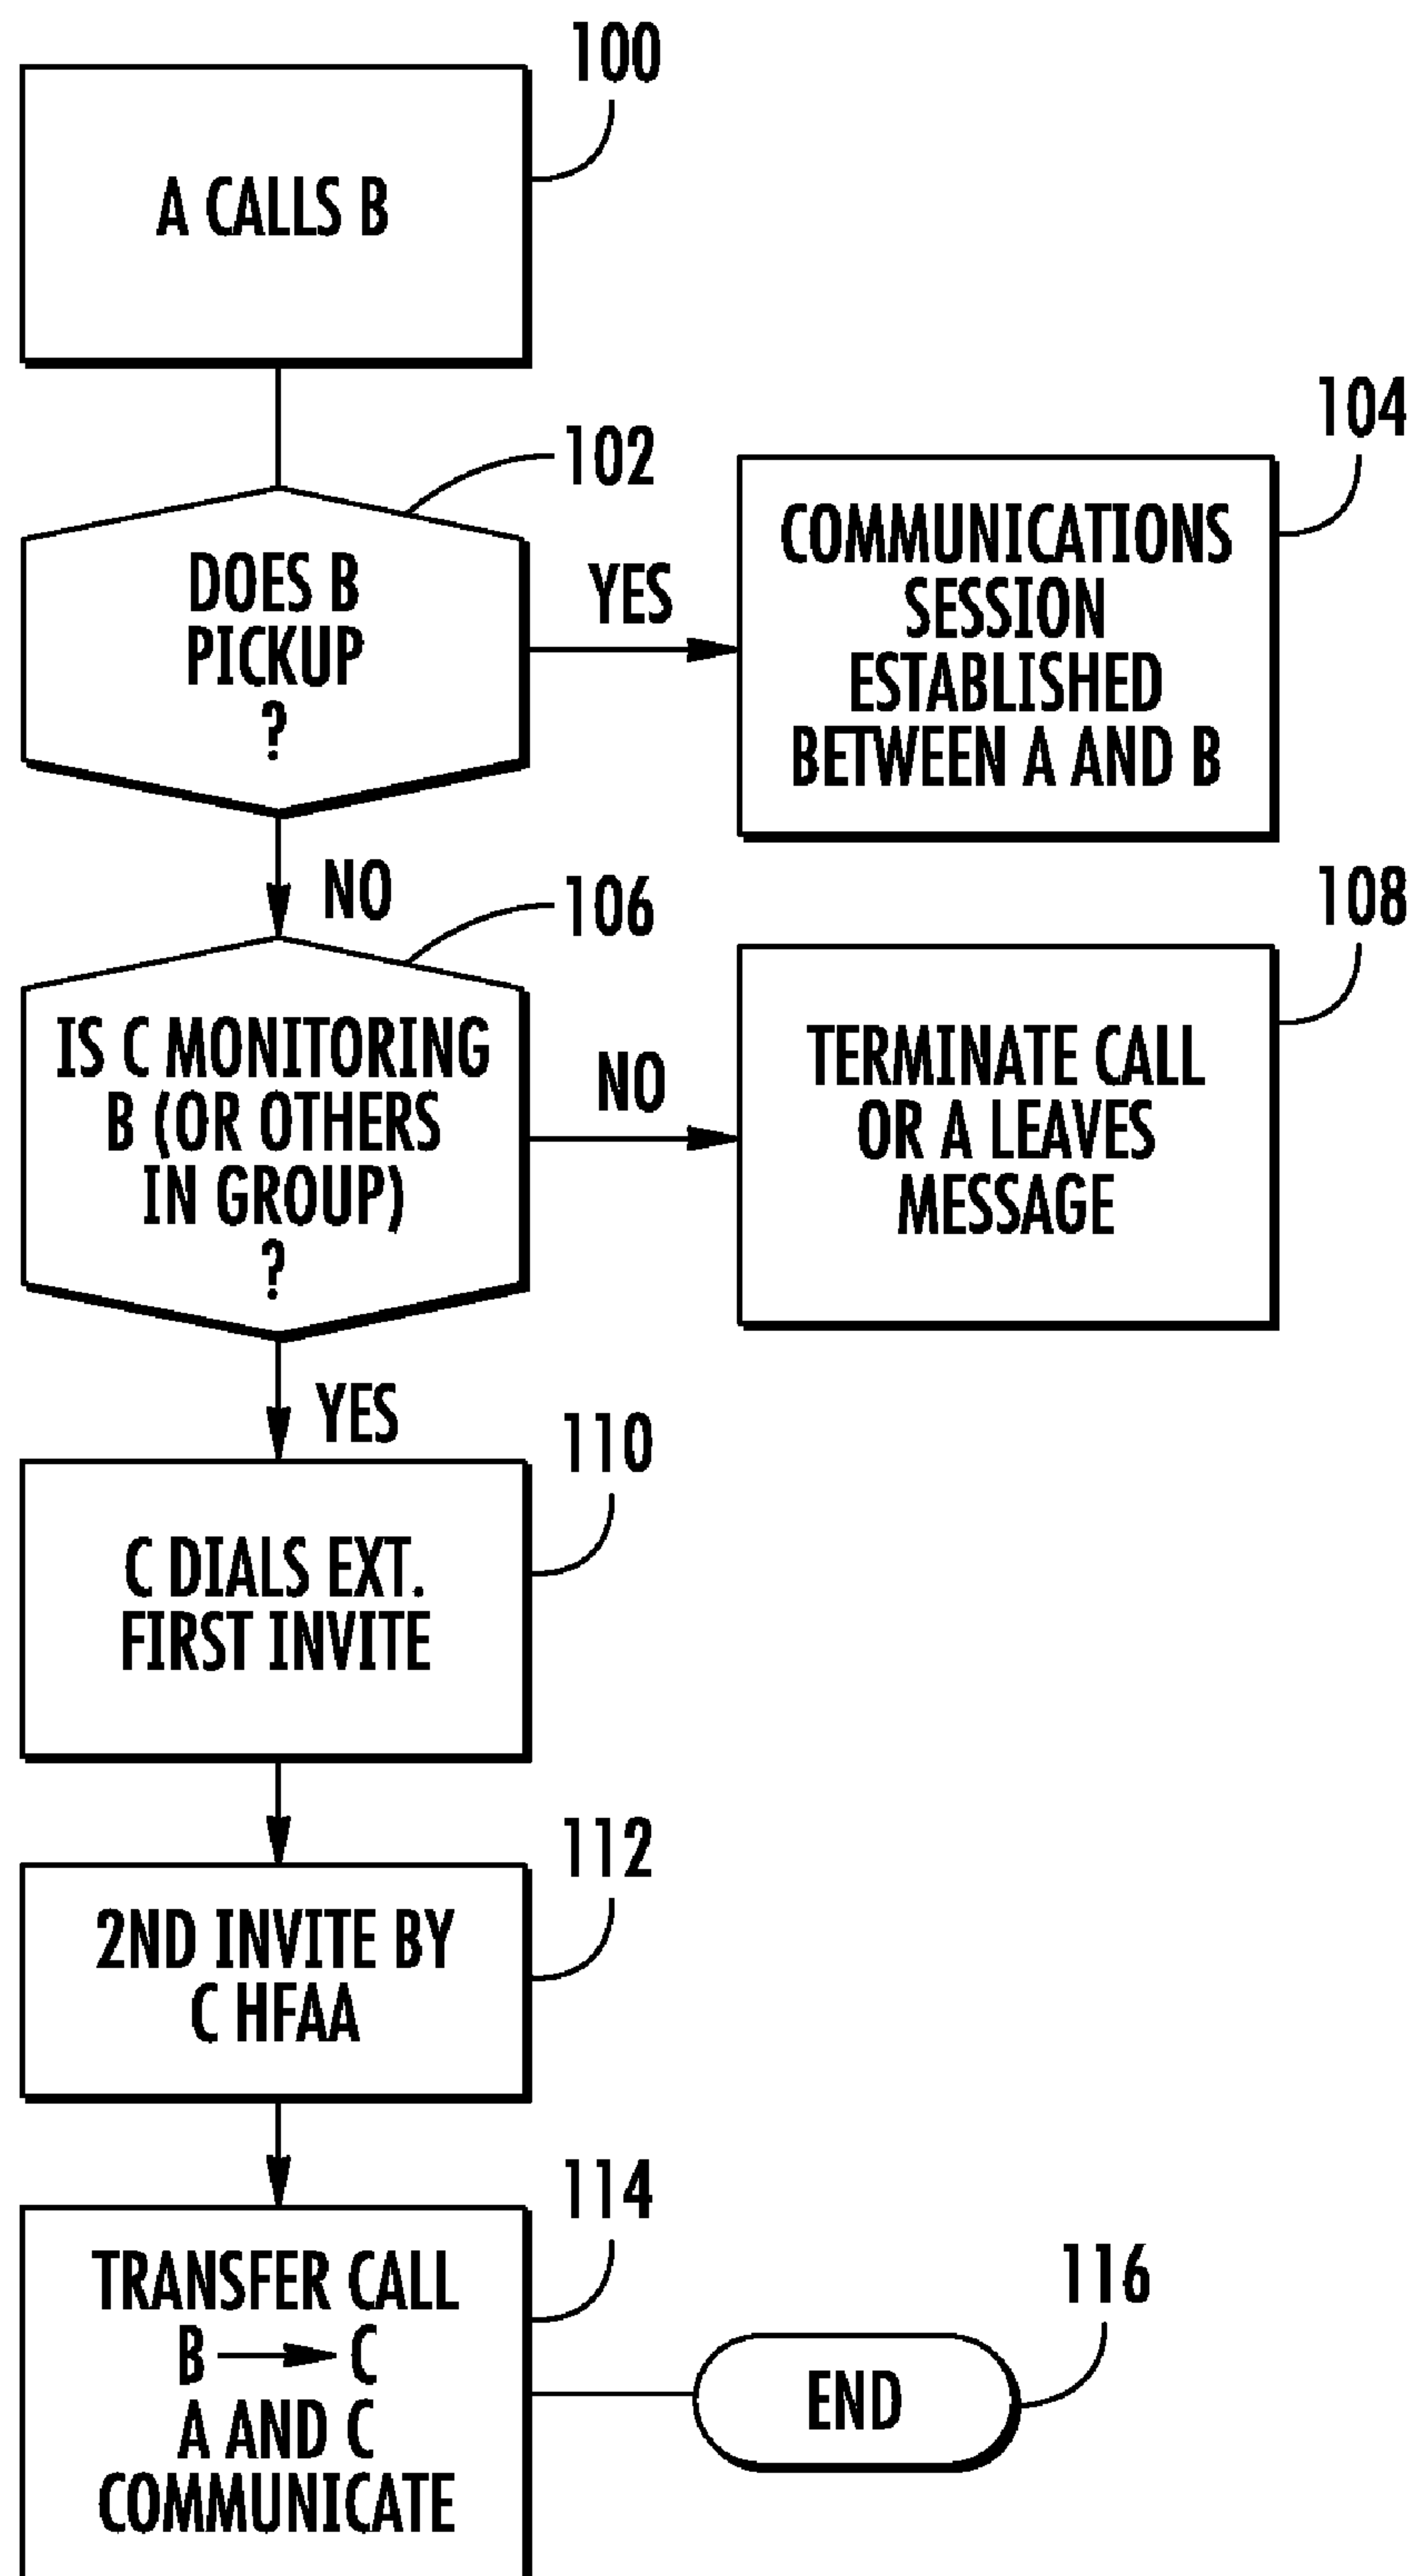 100
A CALLS B
102
DOES B
PICKUP
?
YES
104
COMMUNICATIONS
SESSION
ESTABLISHED
BETWEEN A AND B
NO
106
IS C MONITORING
B (OR OTHERS
IN GROUP)
?
NO
108
TERMINATE CALL
OR A LEAVES
MESSAGE
YES
110
C DIALS EXT.
FIRST INVITE
112
2ND INVITE BY
C HFAA
114
TRANSFER CALL
B → C
A AND C
COMMUNICATE
116
END